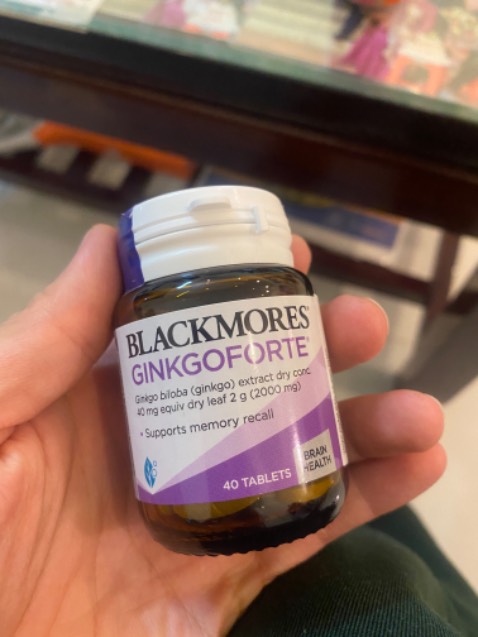 BLACKMORES®
GINKGOFORTE®
Ginkgo biloba (ginkgo) extract dry conc.
40 mg equiv dry leaf 2 g (2000 mg)
• Supports memory recall
40 TABLETS
BRAIN
HEALTH